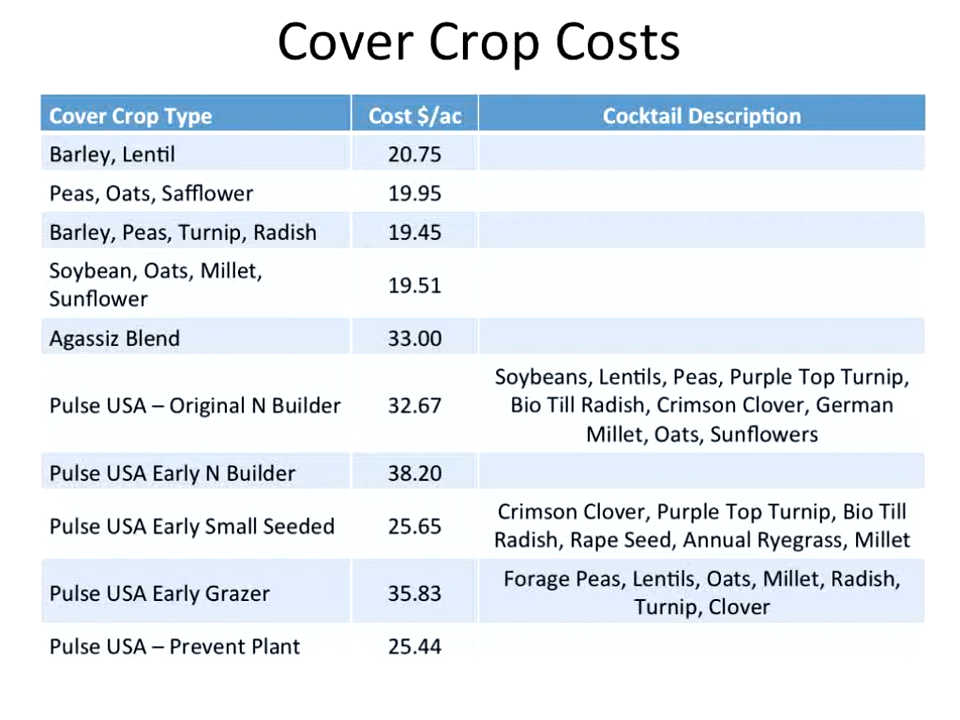 Cover Crop Costs
Cover Crop Type Cost $/ac Cocktail Description
Barley, Lentil 20.75
Peas, Oats, Safflower 19.95
Barley, Peas, Turnip, Radish 19.45
Soybean, Oats, Millet,
Sunflower 19.51
Agassiz Blend 33.00
Pulse USA – Original N Builder 32.67 Soybeans, Lentils, Peas, Purple Top Turnip,
Bio Till Radish, Crimson Clover, German
Millet, Oats, Sunflowers
Pulse USA Early N Builder 38.20
Pulse USA Early Small Seeded 25.65 Crimson Clover, Purple Top Turnip, Bio Till
Radish, Rape Seed, Annual Ryegrass, Millet
Pulse USA Early Grazer 35.83 Forage Peas, Lentils, Oats, Millet, Radish,
Turnip, Clover
Pulse USA – Prevent Plant 25.44